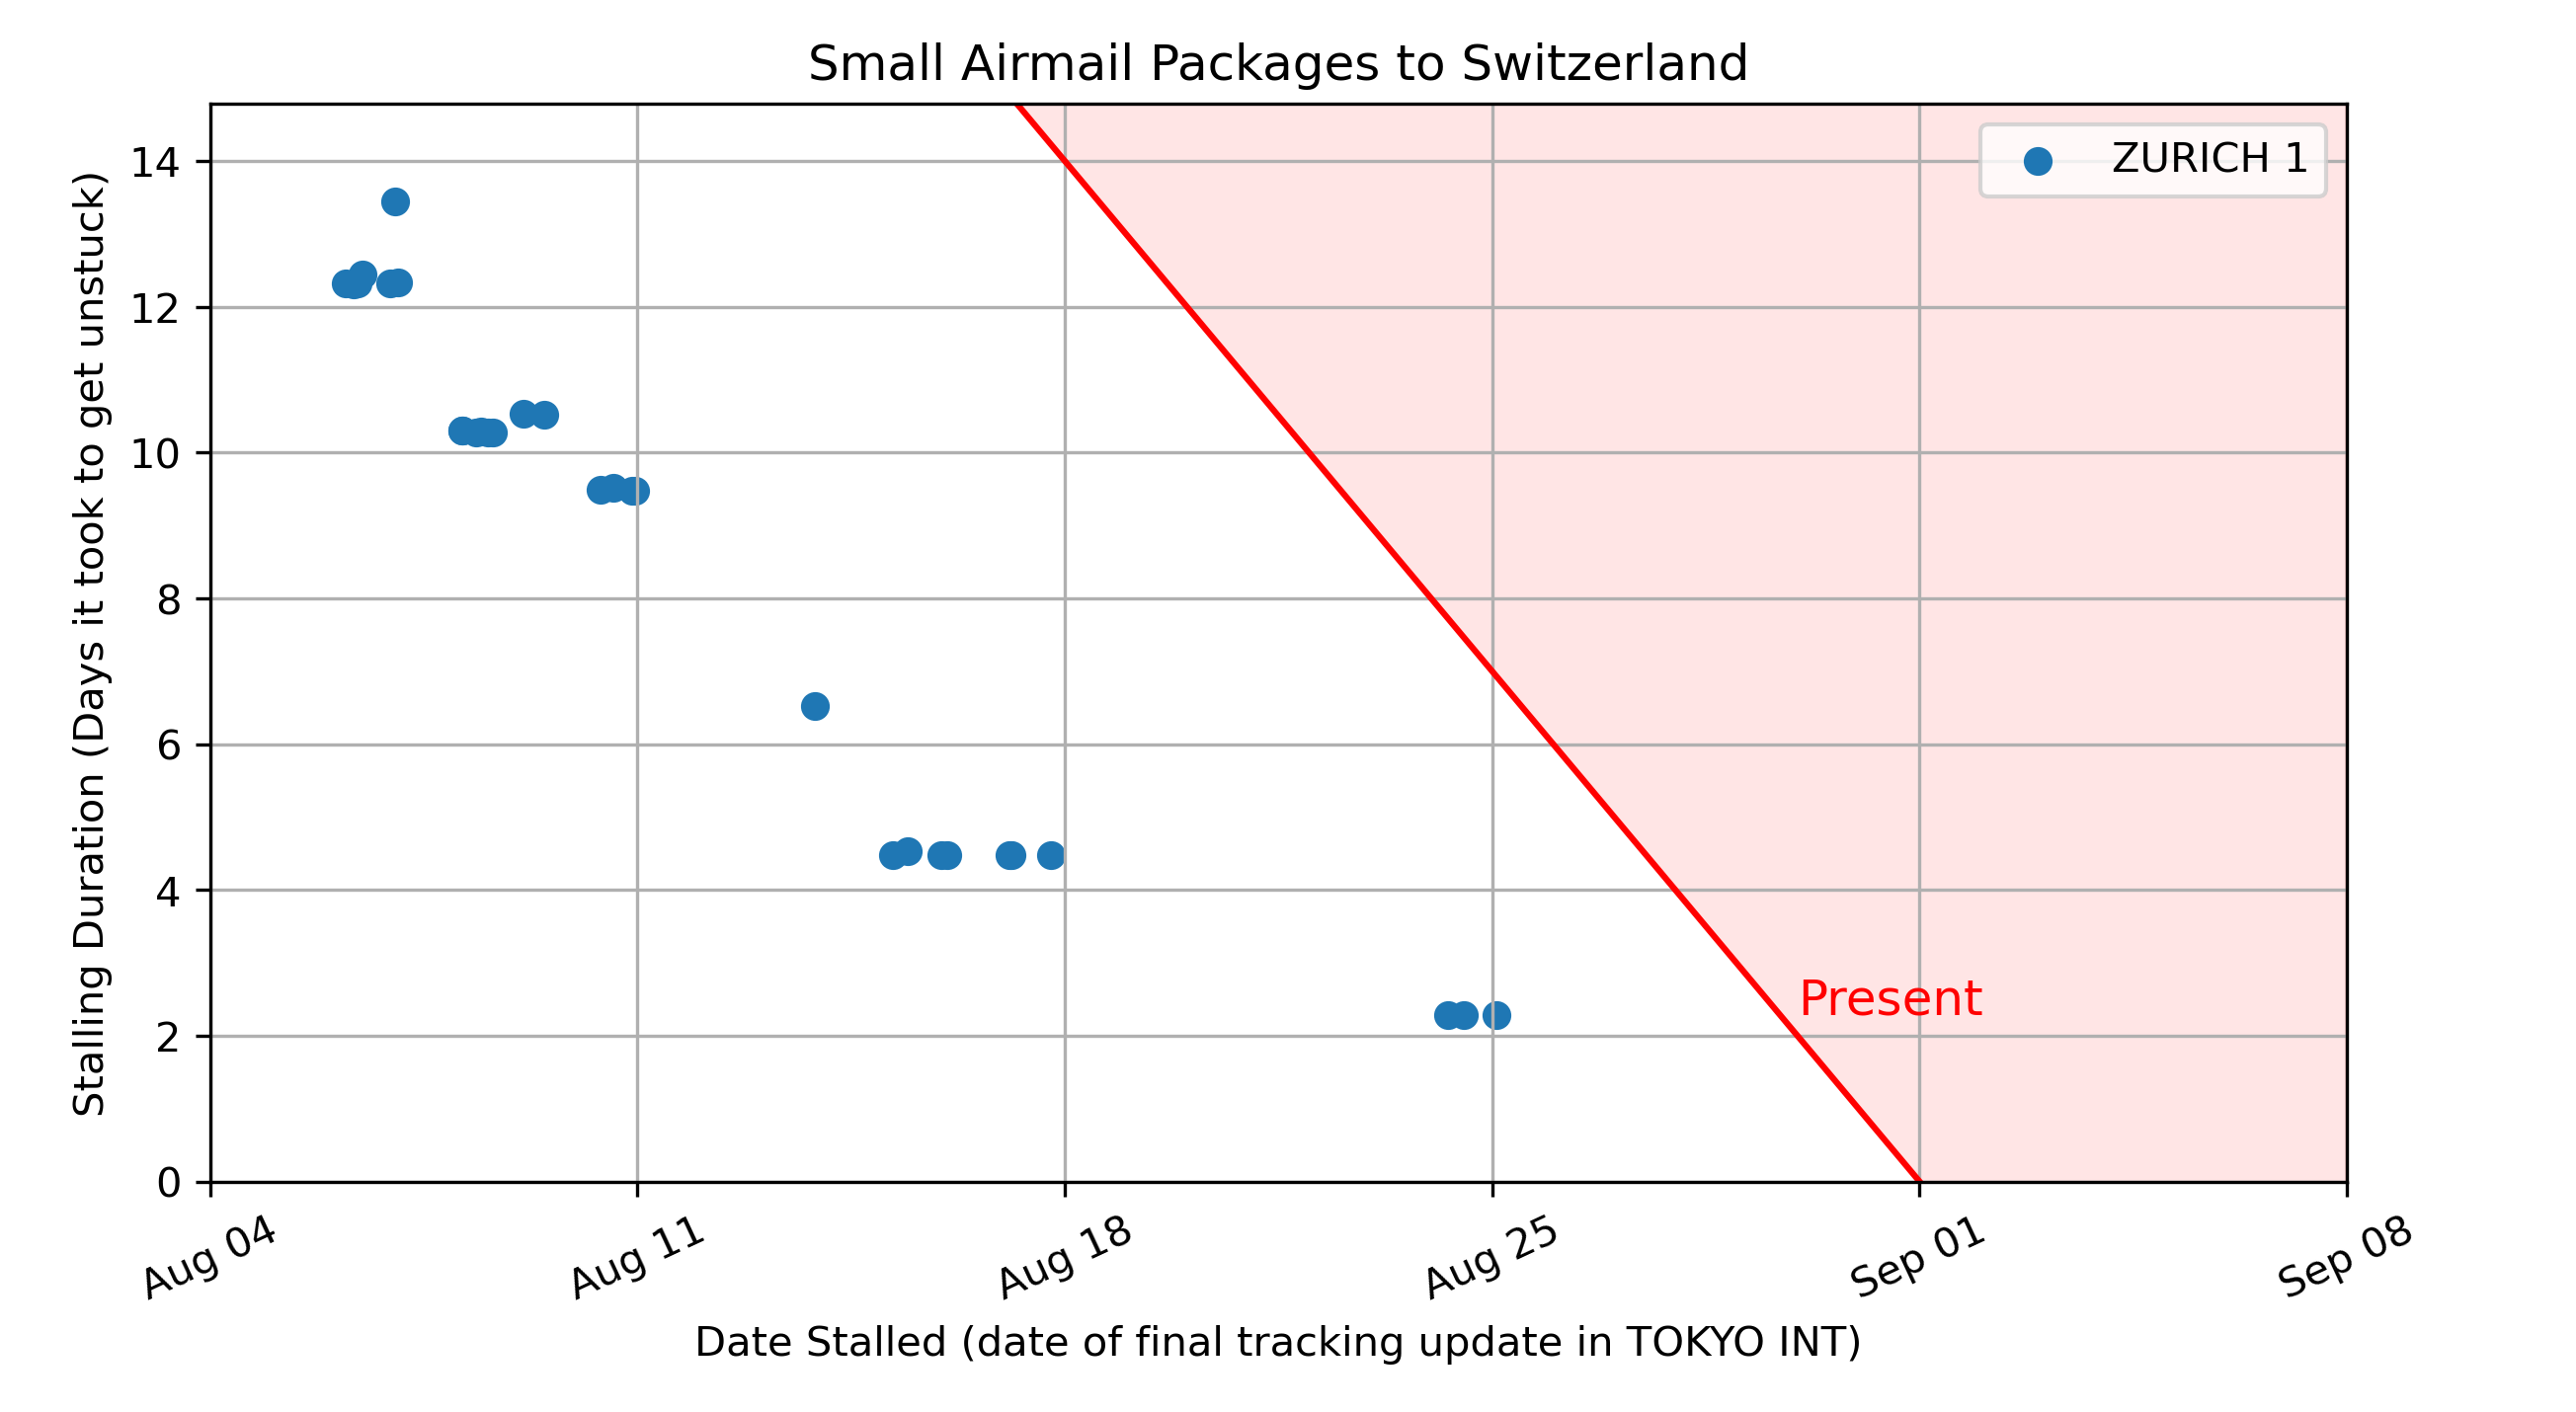 Small Airmail Packages to Switzerland
Stalling Duration (Days it took to get unstuck)
14
12
10
8
6
4
2
0
ZURICH 1
Present
Aug 04
Aug 11
Aug 18
Aug 25
Sep 01
Sep 08
Date Stalled (date of final tracking update in TOKYO INT)